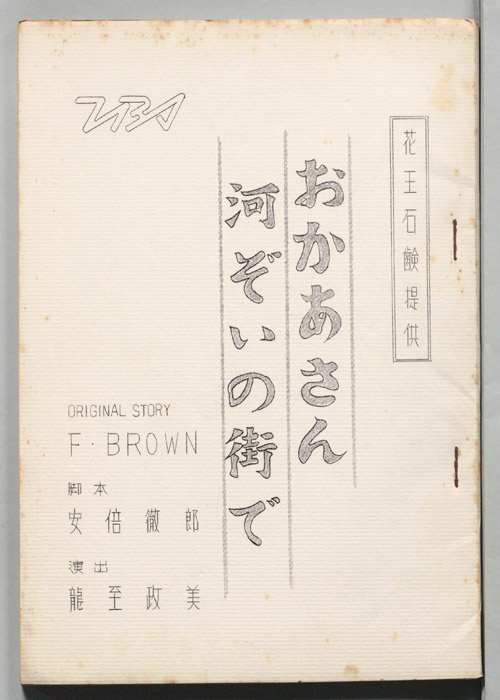 花王石鹸提供
おかあさん
河ぞいの街で
ORIGINAL STORY
F・BROWN
脚本
安倍徹郎
演出
龍至政美